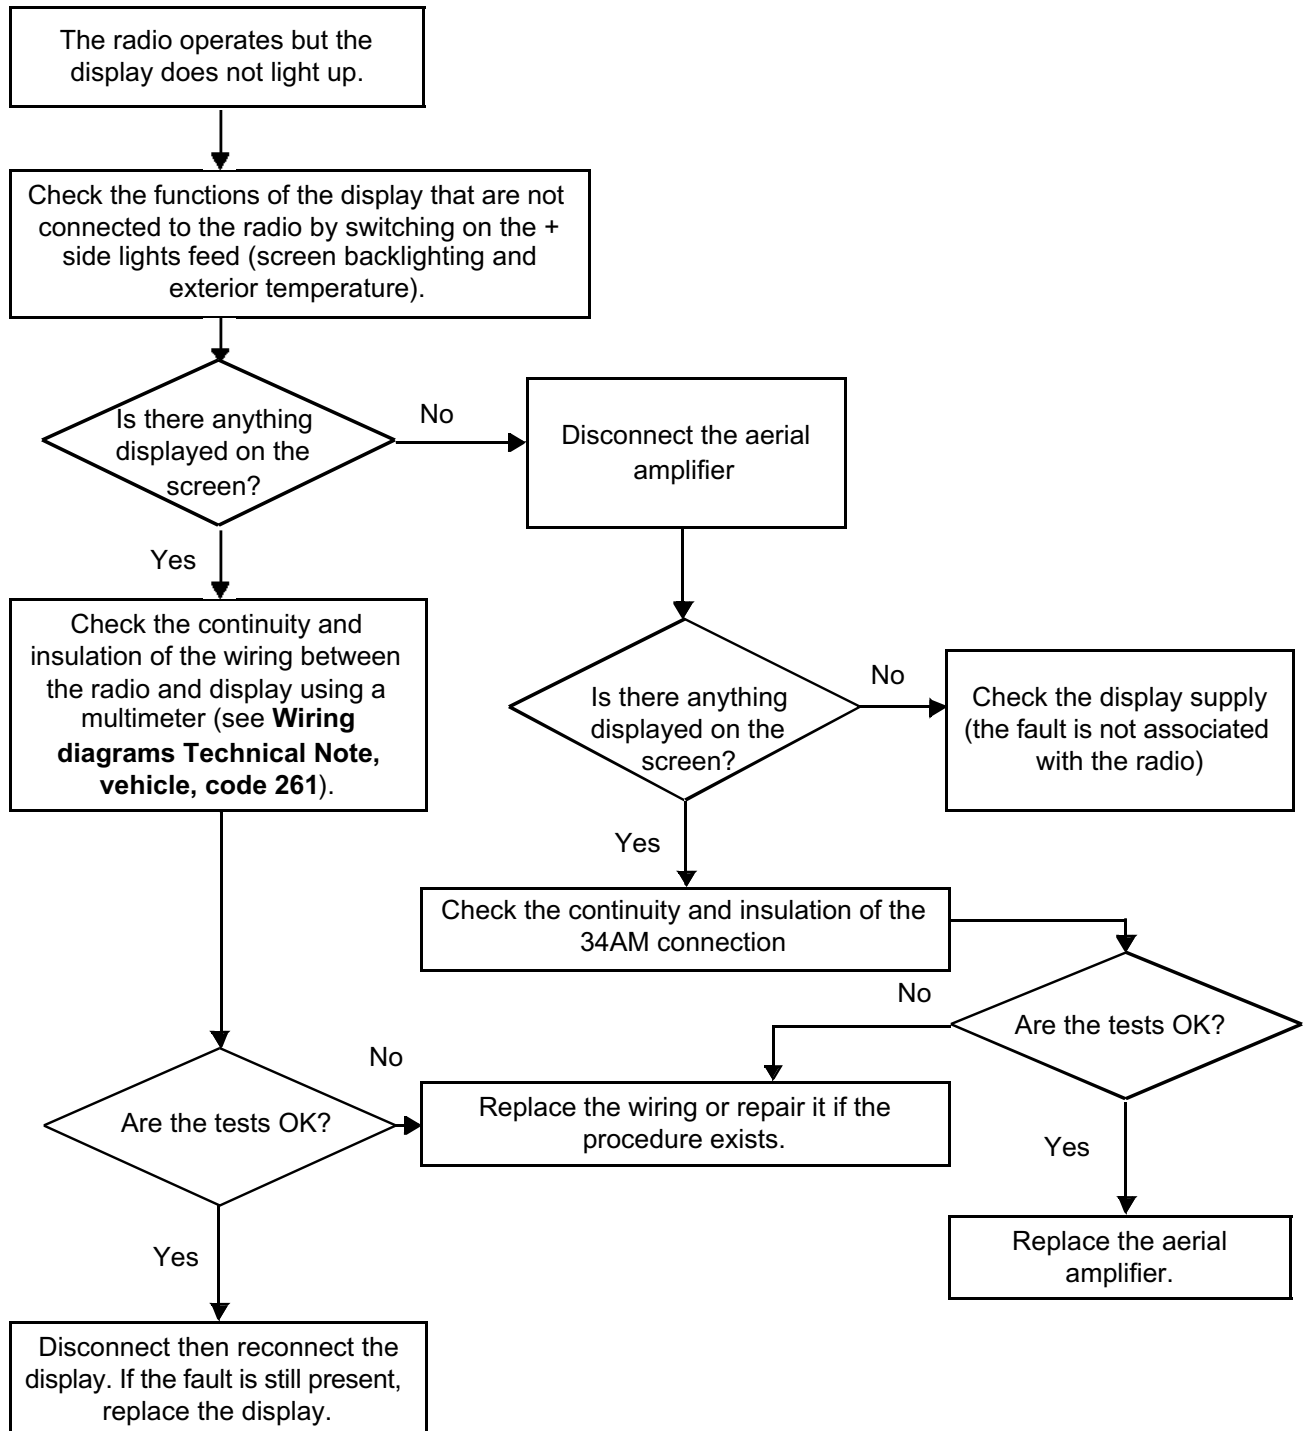 The radio operates but the
display does not light up.
Check the functions of the display that are not
connected to the radio by switching on the +
side lights feed (screen backlighting and
exterior temperature).
Is there anything
displayed on the
screen?
No
Disconnect the aerial
amplifier
Yes
Check the continuity and
insulation of the wiring between
the radio and display using a
multimeter (see Wiring
diagrams Technical Note,
vehicle, code 261).
Is there anything
displayed on the
screen?
No
Check the display supply
(the fault is not associated
with the radio)
Yes
Check the continuity and insulation of the
34AM connection
No
Are the tests OK?
No
Are the tests OK?
Replace the wiring or repair it if the
procedure exists.
Yes
Replace the aerial
amplifier.
Yes
Disconnect then reconnect the
display. If the fault is still present,
replace the display.